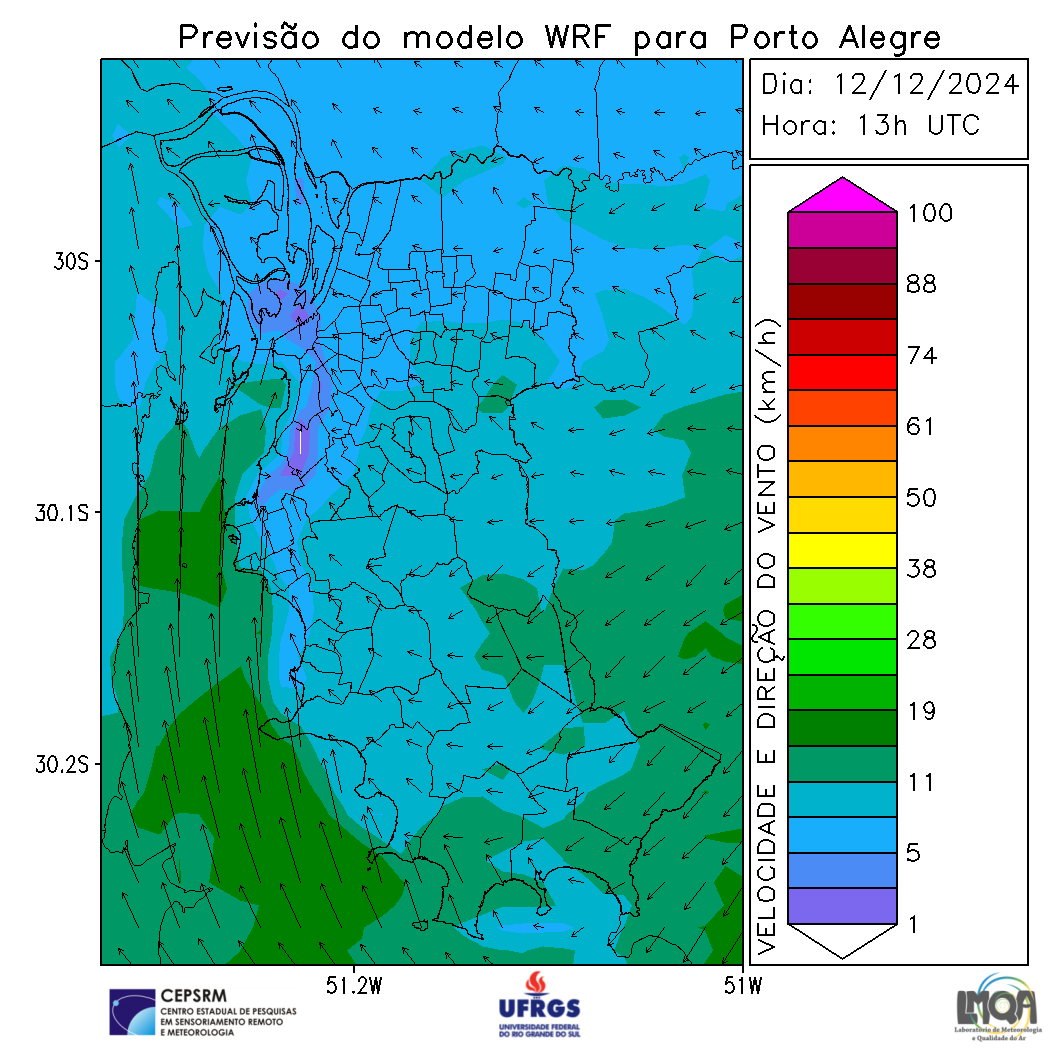 Previsão do modelo WRF para Porto Alegre
Dia: 12/12/2024
Hora: 13h UTC
30S
30.1S
30.2S
51.2W
51W
VELOCIDADE E DIREÇÃO DO VENTO (km/h)
100
88
74
61
50
38
28
19
11
5
1
CEPSRM
CENTRO ESTADUAL DE PESQUISAS
EM SENSORIAMENTO REMOTO
E METEOROLOGIA
UFRGS
UNIVERSIDADE FEDERAL
DO RIO GRANDE DO SUL
LMQA
Laboratório de Meteorologia
e Qualidade do Ar